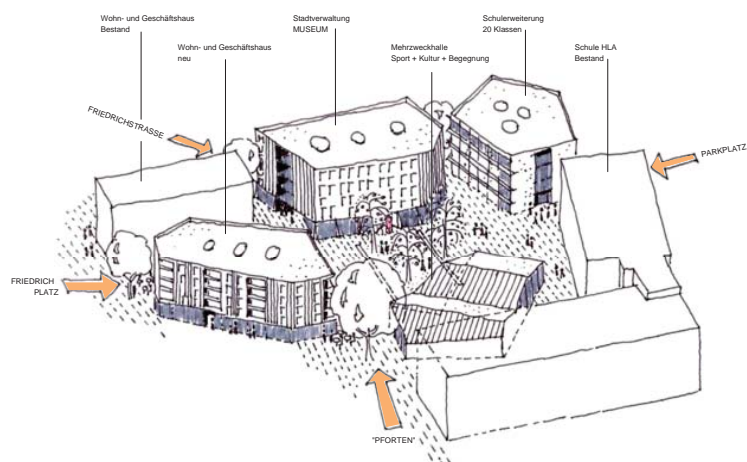 Wohn- und Geschäftshaus
Bestand
Wohn- und Geschäftshaus
neu
Stadtverwaltung
MUSEUM
Mehrzweckhalle
Sport + Kultur + Begegnung
Schulerweiterung
20 Klassen
Schule HLA
Bestand
FRIEDRICHSTRASSE
PARKPLATZ
FRIEDRICH
PLATZ
"PFORTEN"